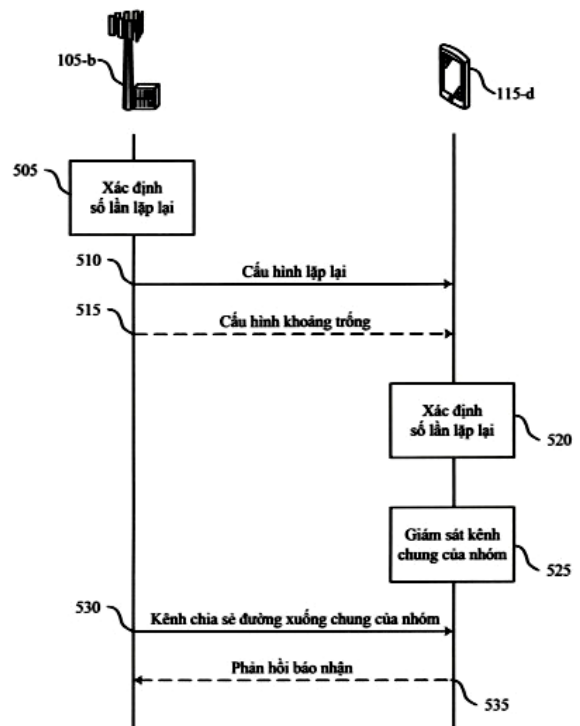 105-b
115-d
505
Xác định
số lần lặp lại
510
Cấu hình lặp lại
515
Cấu hình khoảng trống
Xác định
số lần lặp lại
520
Giám sát kênh
chung của nhóm
525
530
Kênh chia sẻ đường xuống chung của nhóm
Phản hồi báo nhận
535